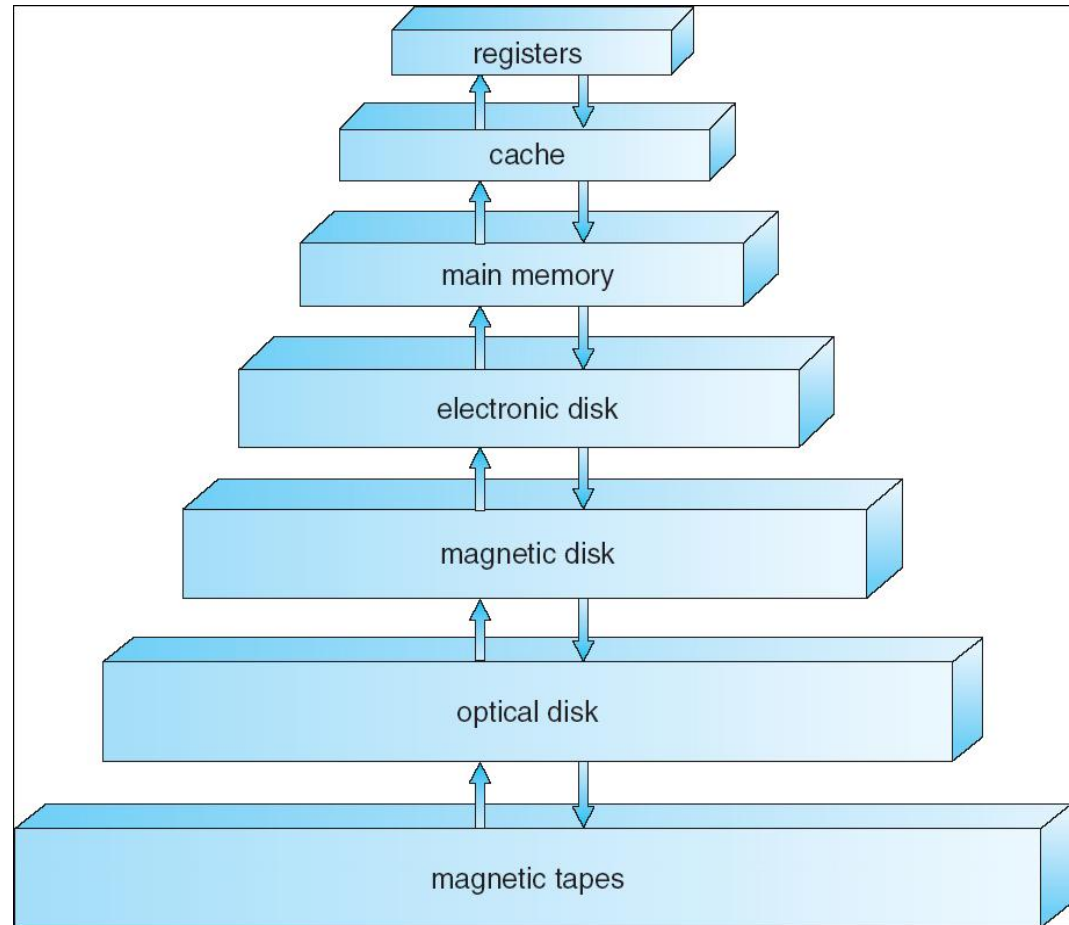 registers
cache
main memory
electronic disk
magnetic disk
optical disk
magnetic tapes